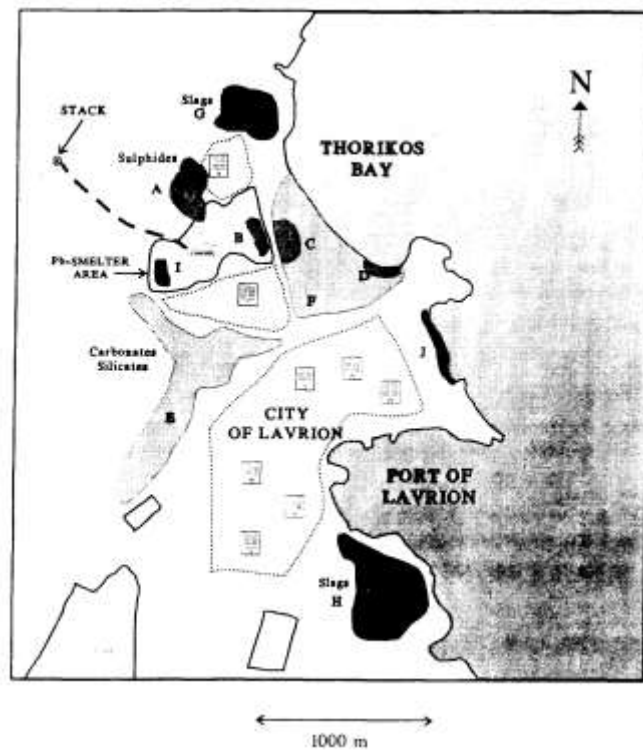 Slags
G
N
STACK
THORIKOS
BAY
Sulphides
A
B
C
Pb-SMELTER
AREA
I
D
F
J
Carbonates
Silicates
E
CITY
OF LAVRION
PORT OF
LAVRION
Slags
H
1000 m